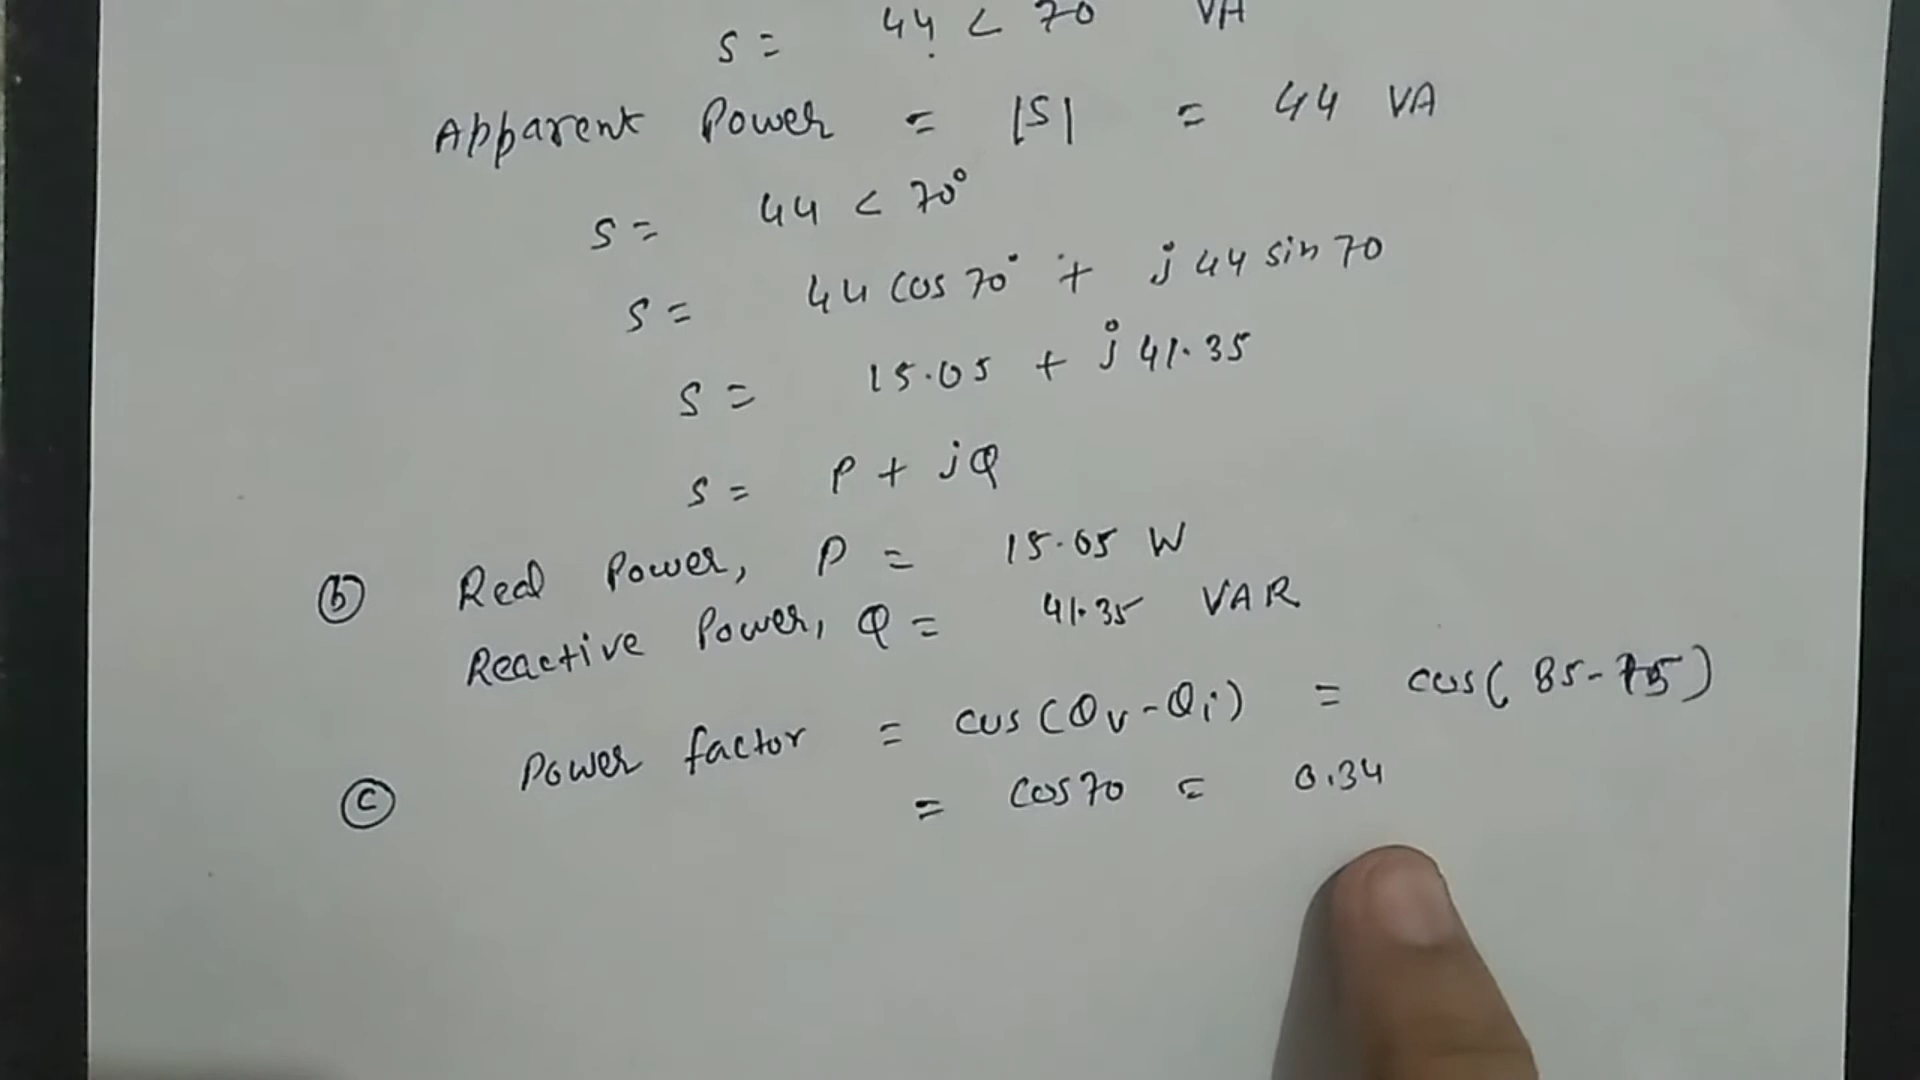 S = 44 < 70 VA
Apparent Power = |S| = 44 VA
S = 44 < 70°
S = 44 cos 70° + j 44 sin 70
S = 15.05 + j 41.35
S = P + jQ
(b) Real Power, P = 15.05 W
Reactive Power, Q = 41.35 VAR
(c) Power factor = cos(θv-θi) = cos(85-15)
= cos 70 = 0.34